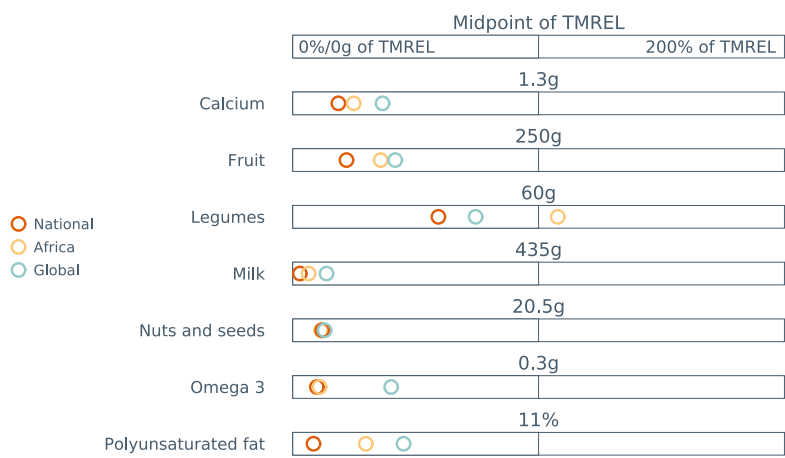 Midpoint of TMREL
0%/0g of TMREL
200% of TMREL
1.3g
Calcium
250g
Fruit
60g
Legumes
435g
Milk
20.5g
Nuts and seeds
0.3g
Omega 3
11%
Polyunsaturated fat
National
Africa
Global